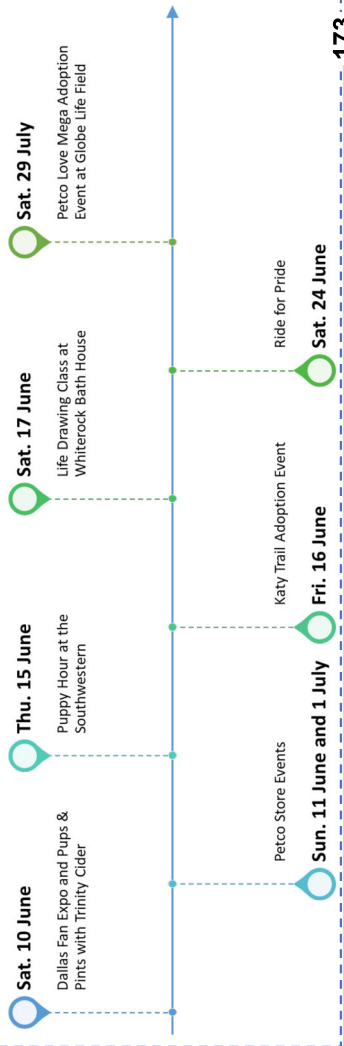 Sat. 10 June
Dallas Fan Expo and Pups &
Pints with Trinity Cider
Sun. 11 June and 1 July
Petco Store Events
Thu. 15 June
Puppy Hour at the
Southwestern
Fri. 16 June
Katy Trail Adoption Event
Sat. 17 June
Life Drawing Class at
Whiterock Bath House
Sat. 24 June
Ride for Pride
Sat. 29 July
Petco Love Mega Adoption
Event at Globe Life Field
173